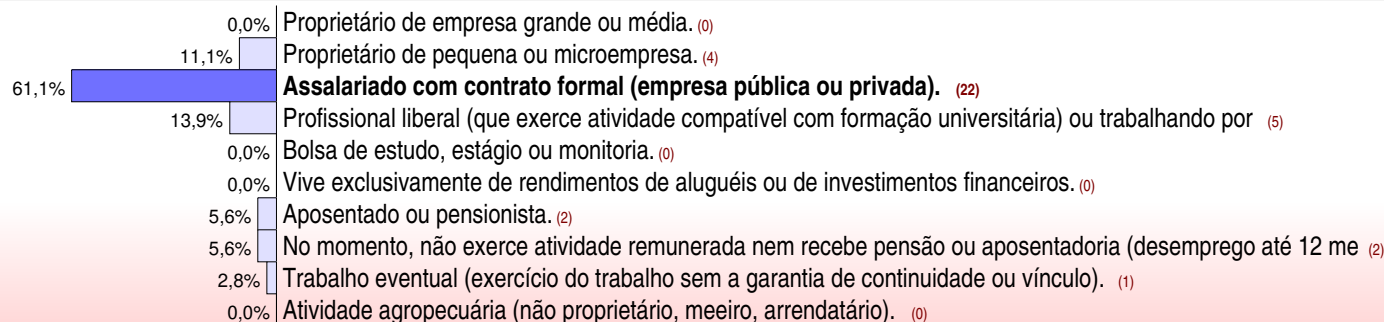 0,0% Proprietário de empresa grande ou média. (0)
11,1% Proprietário de pequena ou microempresa. (4)
61,1% Assalariado com contrato formal (empresa pública ou privada). (22)
13,9% Profissional liberal (que exerce atividade compatível com formação universitária) ou trabalhando por (5)
0,0% Bolsa de estudo, estágio ou monitoria. (0)
0,0% Vive exclusivamente de rendimentos de aluguéis ou de investimentos financeiros. (0)
5,6% Aposentado ou pensionista. (2)
5,6% No momento, não exerce atividade remunerada nem recebe pensão ou aposentadoria (desemprego até 12 me (2)
2,8% Trabalho eventual (exercício do trabalho sem a garantia de continuidade ou vínculo). (1)
0,0% Atividade agropecuária (não proprietário, meeiro, arrendatário). (0)